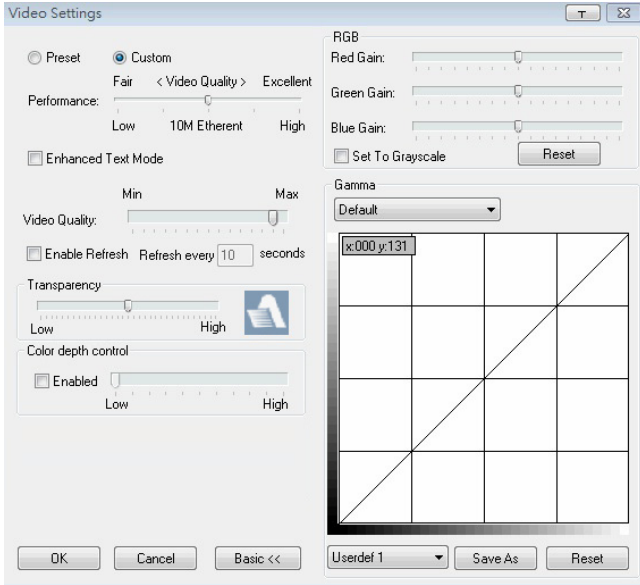 Video Settings
T
Preset
Custom
Fair < Video Quality > Excellent
Performance:
Low 10M Etherent High
Enhanced Text Mode
Min Max
Video Quality:
Enable Refresh Refresh every 10 seconds
Transparency
Low High
Color depth control
Enabled
Low High
OK
Cancel
Basic <<
RGB
Red Gain:
Green Gain:
Blue Gain:
Set To Grayscale
Reset
Gamma
Default
x:000 y:131
Userdef 1
Save As
Reset